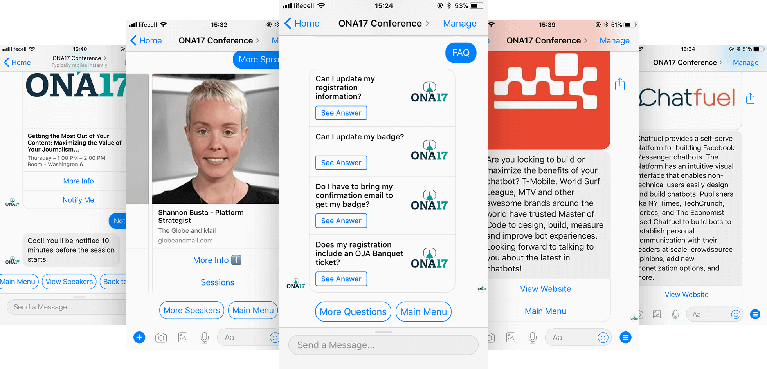 lifecell
15:40
Home
ONA17 Conference >
Typically replies instantly
ONA17
Getting the Most Out of Your
Content: Maximizing the Value of
Your Journalism...
Thursday – 1:00 PM – 2:00 PM
Room - Washington 6
More Info
Notify Me
Cool! You'll be notified 10
minutes before the session
starts
Main Menu
View Speakers
Back to
Send a Message...
lifecell
15:32
Home
ONA17 Conference >
More Spea
Shannon Busta - Platform
Strategist
The Globe and Mail
globeandmail.com
More Info
Sessions
More Speakers
Main Menu
Aa
lifecell
15:24
53%
Home
ONA17 Conference >
Manage
FAQ
Can I update my
registration
information?
See Answer
ONA17
Can I update my badge?
See Answer
ONA17
Do I have to bring my
confirmation email to
get my badge?
See Answer
ONA17
Does my registration
include an OJA Banquet
ticket?
See Answer
ONA17
More Questions
Main Menu
Send a Message...
15:39
61%
ONA17 Conference >
Manage
Are you looking to build or
maximize the benefits of your
chatbot? T-Mobile, World Surf
League, MTV and other
awesome brands around the
world have trusted Master of
Code to design, build, measure
and improve bot experiences.
Looking forward to talking to
you about the latest in
chatbots!
View Website
Main Menu
Aa
ONA17 Conference >
51%
Manage
Chatfuel
Chatfuel provides a self-serve
platform for building Facebook
Messenger chatbots. The
platform has an intuitive visual
interface that enables non-
technical users easily design
and build chatbots. Publishers
like NY Times, TechCrunch,
Forbes, and The Economist
used Chatfuel to build bots to
establish personal
communication with their
readers at scale, crowdsource
opinions, add new
monetization options, and
more.
View Website
Aa